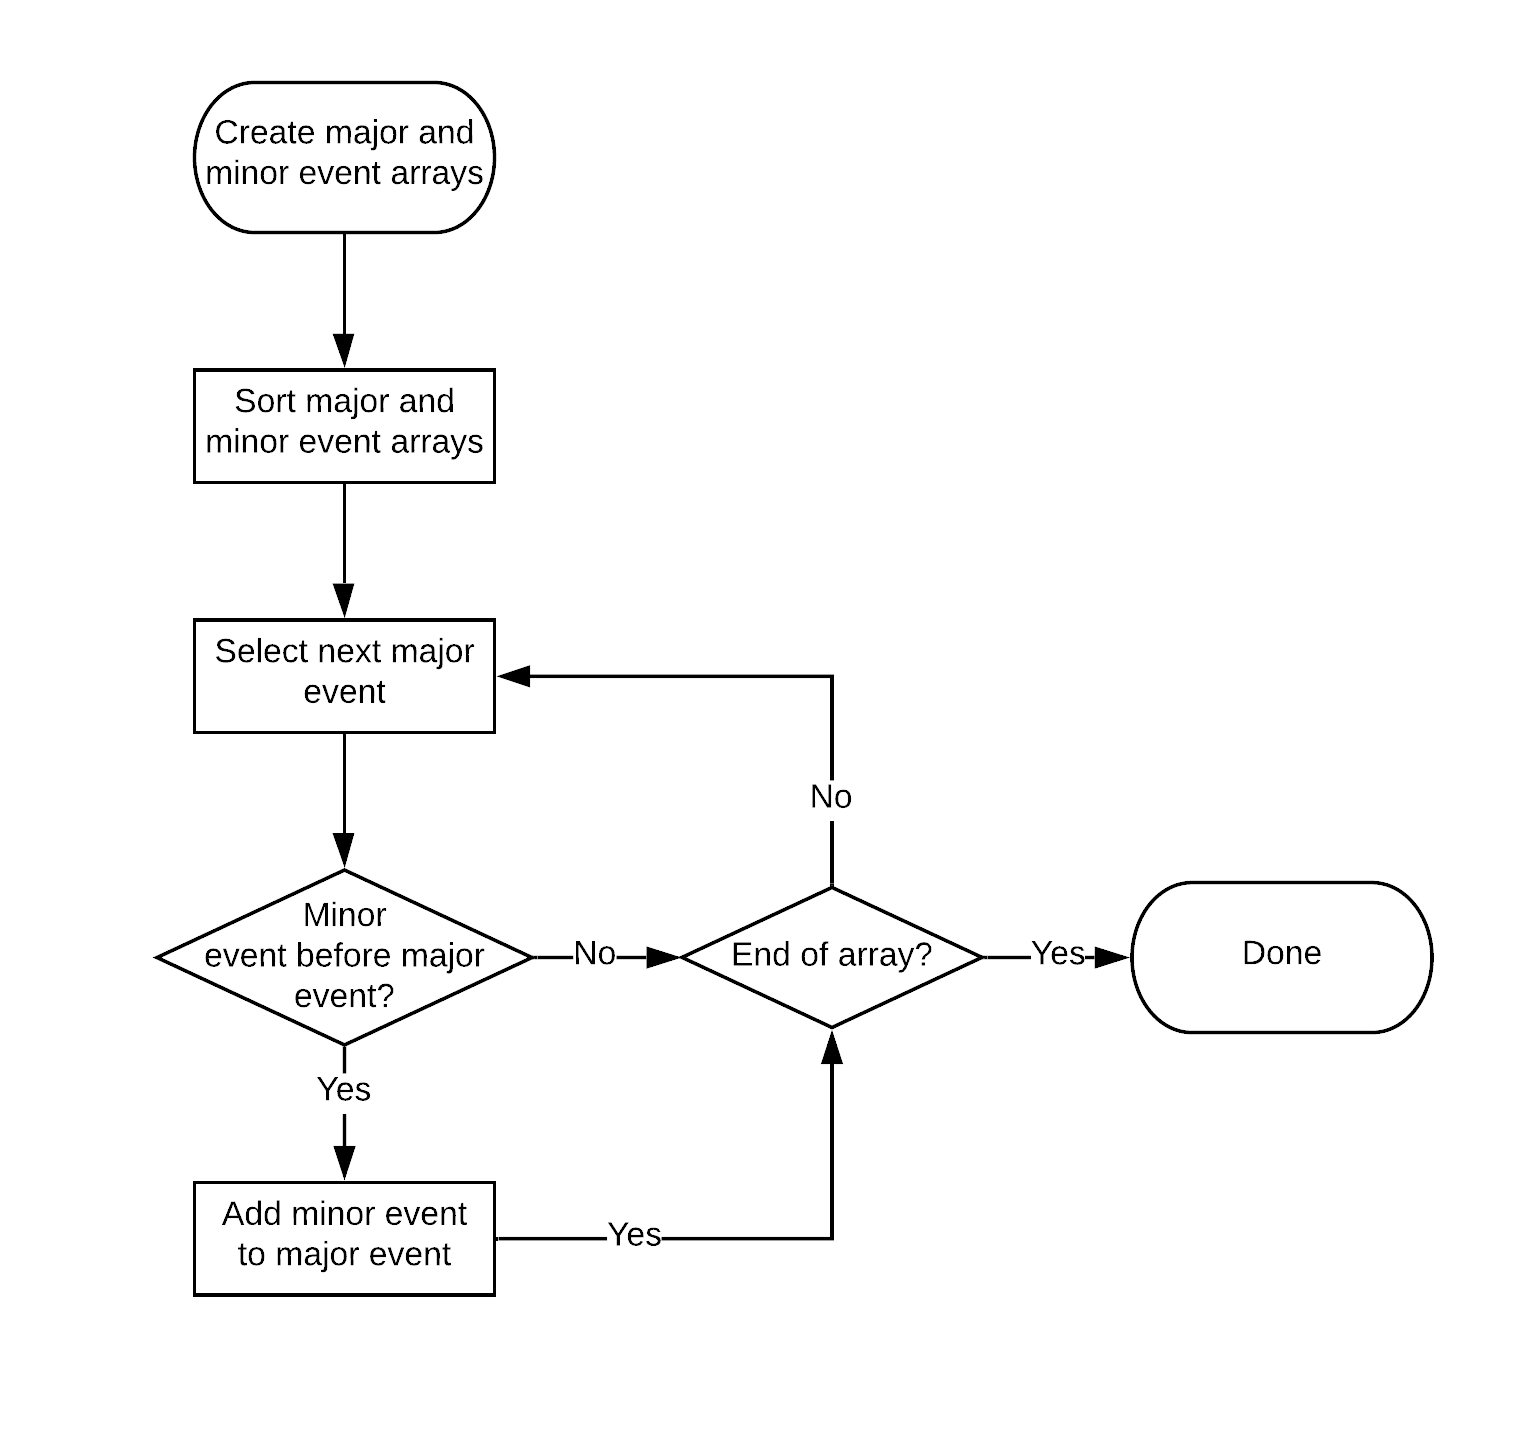 Create major and
minor event arrays
Sort major and
minor event arrays
Select next major
event
No
Minor
event before major
event?
No
End of array?
Yes
Done
Yes
Add minor event
to major event
Yes